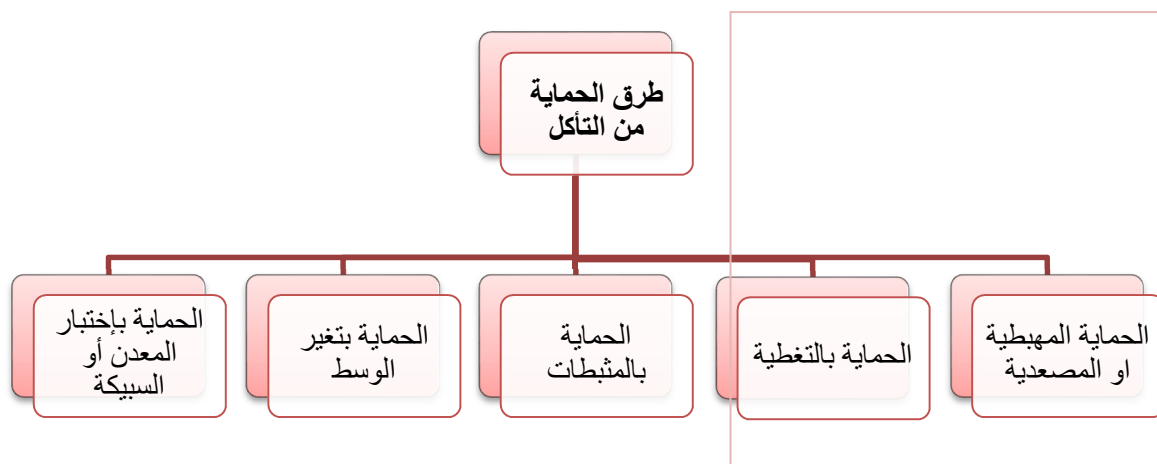 طرق الحماية
من التأكل
الحماية المهبطية
او المصعدية
الحماية بالتغطية
الحماية
بالمثبطات
الحماية بتغير
الوسط
الحماية بإختبار
المعدن أو
السبيكة